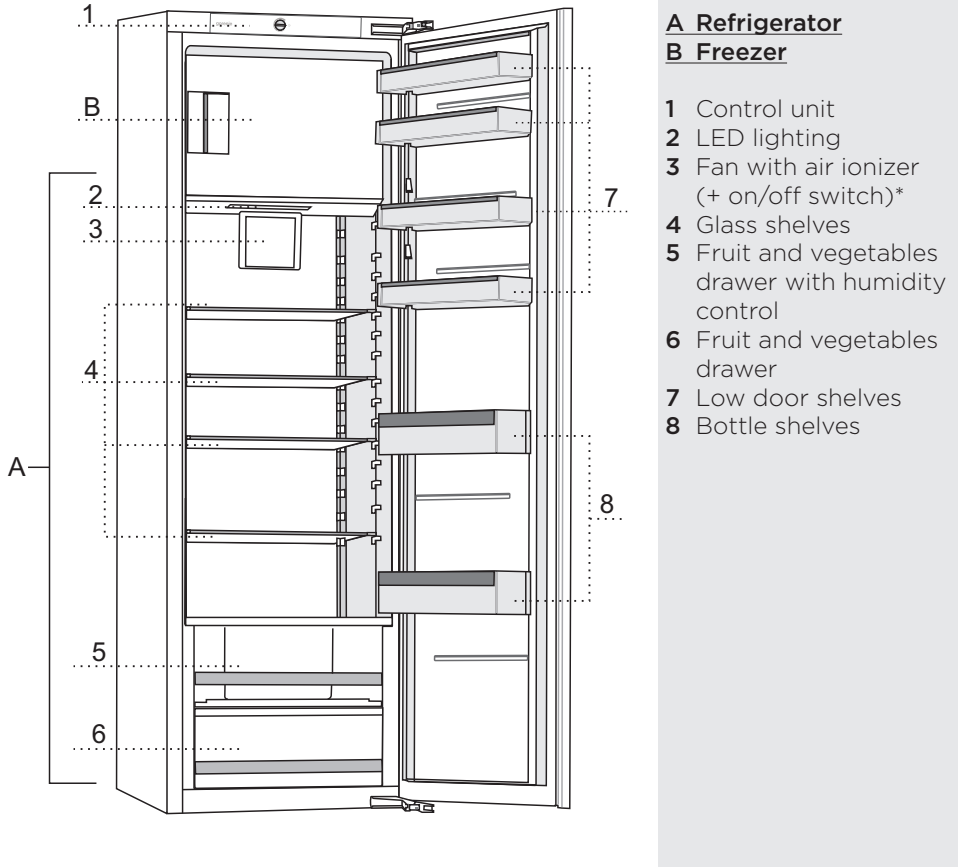 1
B
2
3
4
A
5
6
7
8
A Refrigerator
B Freezer
1 Control unit
2 LED lighting
3 Fan with air ionizer
(+ on/off switch)*
4 Glass shelves
5 Fruit and vegetables
drawer with humidity
control
6 Fruit and vegetables
drawer
7 Low door shelves
8 Bottle shelves